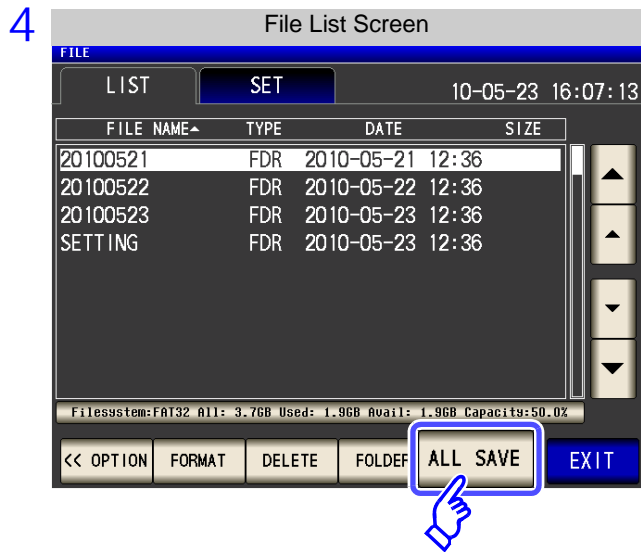 4
File List Screen
FILE
LIST SET 10-05-23 16:07:13
FILE NAME▲ TYPE DATE SIZE
20100521 FDR 2010-05-21 12:36
20100522 FDR 2010-05-22 12:36
20100523 FDR 2010-05-23 12:36
SETTING FDR 2010-05-23 12:36
Filesystem:FAT32 All: 3.7GB Used: 1.9GB Avail: 1.9GB Capacity:50.0%
<< OPTION FORMAT DELETE FOLDER ALL SAVE EXIT